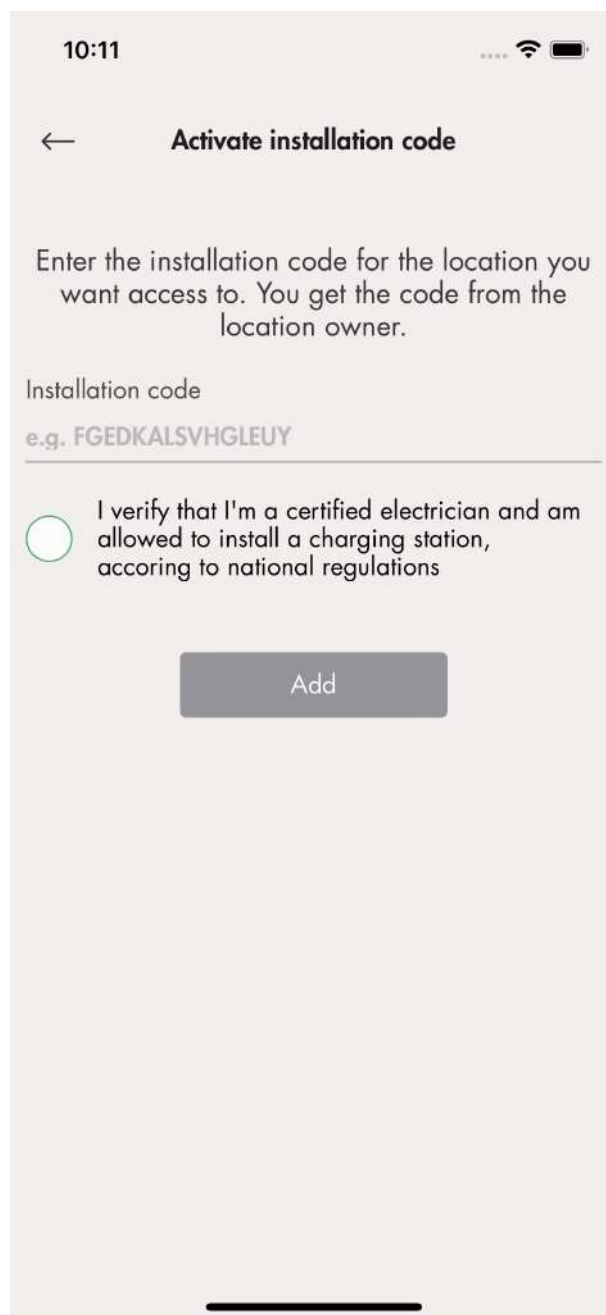 10:11
Activate installation code
Enter the installation code for the location you
want access to. You get the code from the
location owner.
Installation code
e.g. FGEDKALSVHGLEUY
I verify that I'm a certified electrician and am
allowed to install a charging station,
accoring to national regulations
Add